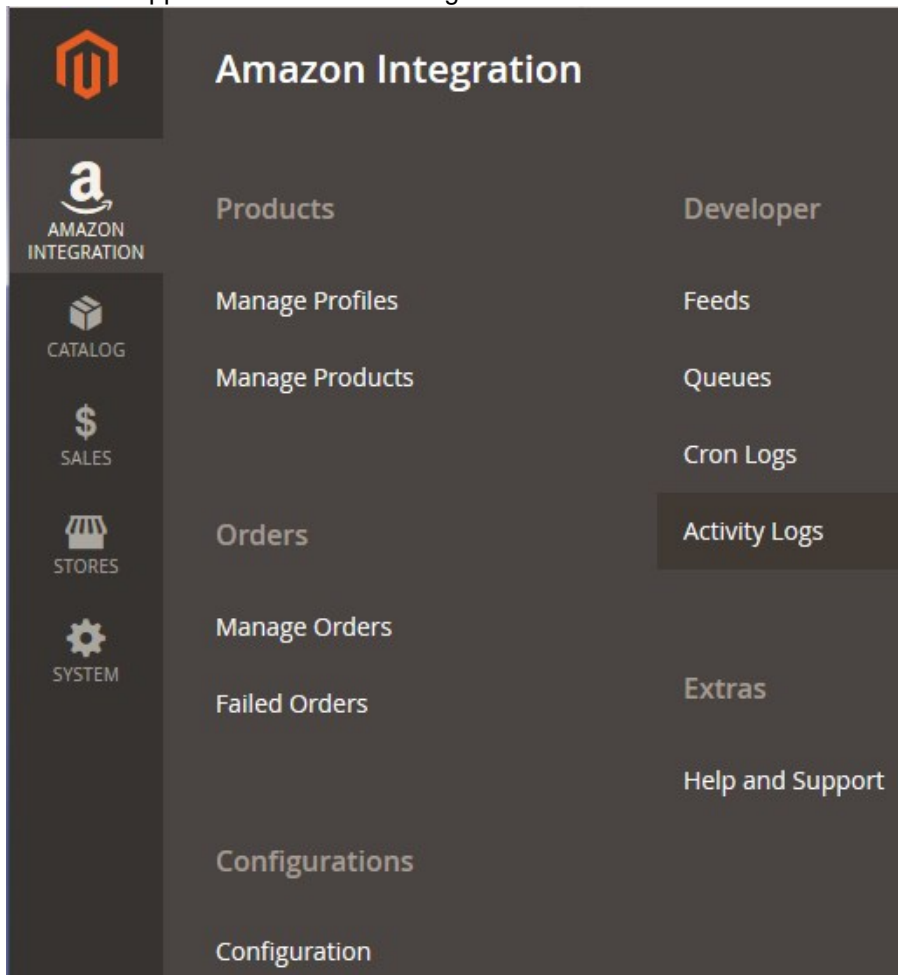 Amazon Integration
AMAZON
INTEGRATION
CATALOG
$
SALES
STORES
SYSTEM
Products
Manage Profiles
Manage Products
Orders
Manage Orders
Failed Orders
Configurations
Configuration
Developer
Feeds
Queues
Cron Logs
Activity Logs
Extras
Help and Support